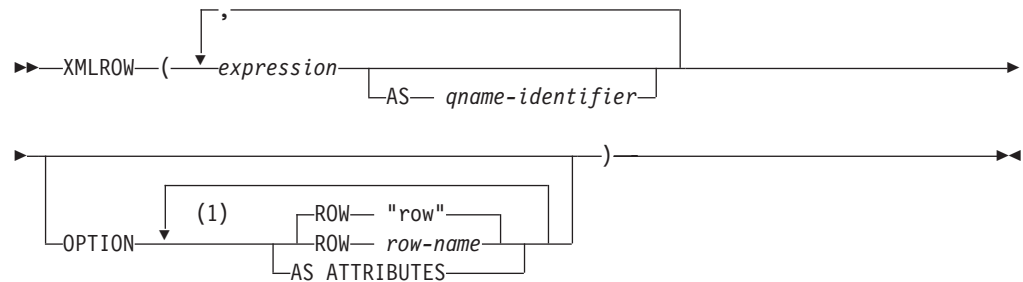 ,
XMLROW ( expression
AS qname-identifier
)
(1) ROW "row"
OPTION ROW row-name
AS ATTRIBUTES